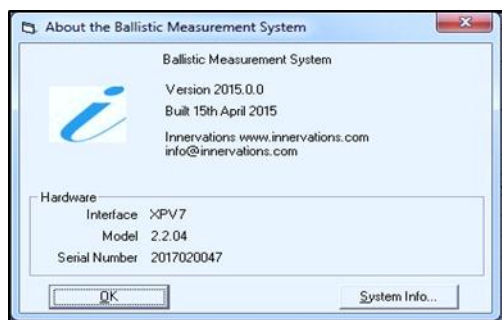 About the Ballistic Measurement System
Ballistic Measurement System
Version 2015.0.0
Built 15th April 2015
Innervations www.innervations.com
info@innervations.com
Hardware
Interface XPV7
Model 2.2.04
Serial Number 2017020047
OK System Info...